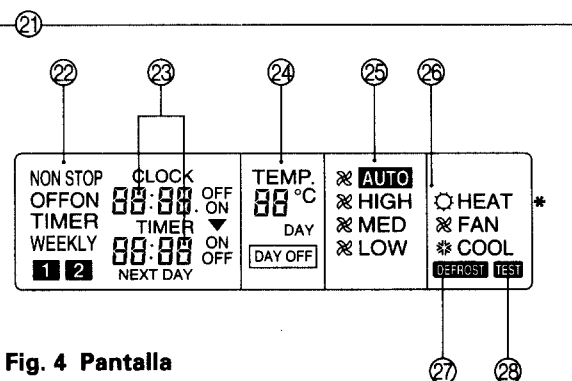 21
22 23 24 25 26
NON STOP
OFFON
TIMER
WEEKLY
1 2
CLOCK
88:88. OFF ON
TIMER ▼
88:88 ON OFF
NEXT DAY
TEMP.
88 °C
DAY
DAY OFF
AUTO
HIGH
MED
LOW
HEAT *
FAN
COOL
DEFROST TEST
27 28
Fig. 4 Pantalla